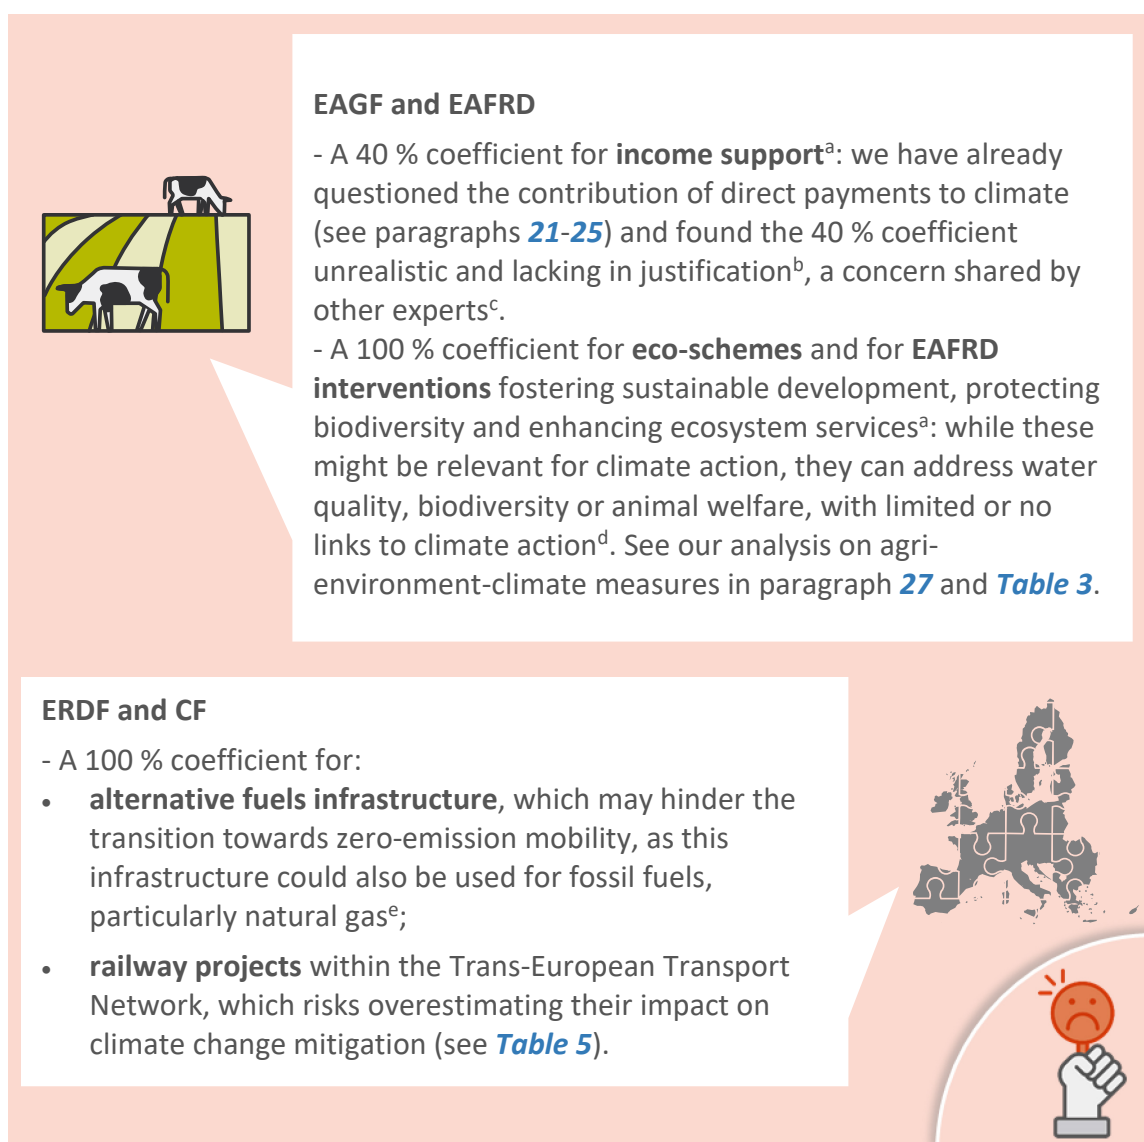 EAGF and EAFRD
- A 40 % coefficient for income supportᵃ: we have already
questioned the contribution of direct payments to climate
(see paragraphs 21-25) and found the 40 % coefficient
unrealistic and lacking in justificationᵇ, a concern shared by
other expertsᶜ.
- A 100 % coefficient for eco-schemes and for EAFRD
interventions fostering sustainable development, protecting
biodiversity and enhancing ecosystem servicesᵃ: while these
might be relevant for climate action, they can address water
quality, biodiversity or animal welfare, with limited or no
links to climate actionᵈ. See our analysis on agri-
environment-climate measures in paragraph 27 and Table 3.
ERDF and CF
- A 100 % coefficient for:
• alternative fuels infrastructure, which may hinder the
transition towards zero-emission mobility, as this
infrastructure could also be used for fossil fuels,
particularly natural gasᵉ;
• railway projects within the Trans-European Transport
Network, which risks overestimating their impact on
climate change mitigation (see Table 5).